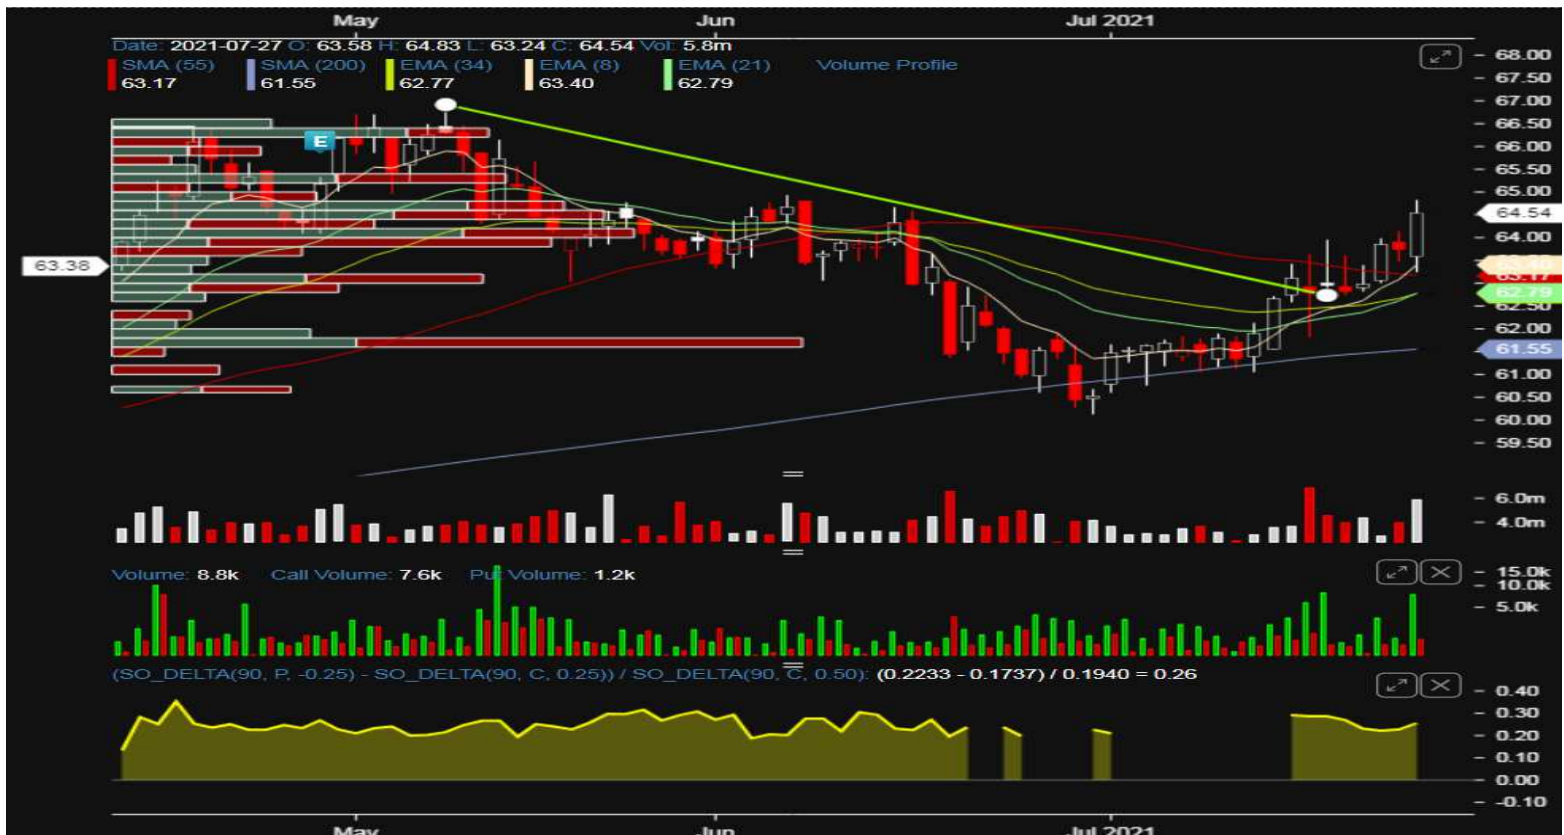 May Jun Jul 2021
Date: 2021-07-27 O: 63.58 H: 64.83 L: 63.24 C: 64.54 Vol: 5.8m
SMA (55) SMA (200) EMA (34) EMA (8) EMA (21) Volume Profile
63.17 61.55 62.77 63.40 62.79
E
63.38
68.00
67.50
67.00
66.50
66.00
65.50
65.00
64.54
64.00
63.40
63.17
62.79
62.50
62.00
61.55
61.00
60.50
60.00
59.50
6.0m
4.0m
Volume: 8.8k Call Volume: 7.6k Put Volume: 1.2k
15.0k
10.0k
5.0k
(SO_DELTA(90, P, -0.25) - SO_DELTA(90, C, 0.25)) / SO_DELTA(90, C, 0.50): (0.2233 - 0.1737) / 0.1940 = 0.26
0.40
0.30
0.20
0.10
0.00
-0.10
May Jun Jul 2021